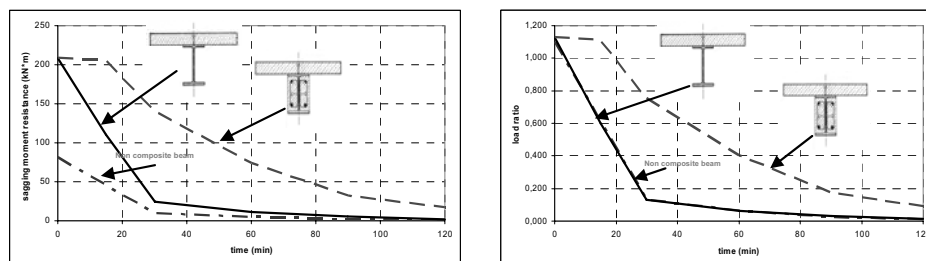 250
200
150
100
50
0
sagging moment resistance (kN*m)
Non composite beam
0 20 40 60 80 100 120
time (min)
1,200
1,000
0,800
0,600
0,400
0,200
0,000
load ratio
Non composite beam
0 20 40 60 80 100 120
time (min)